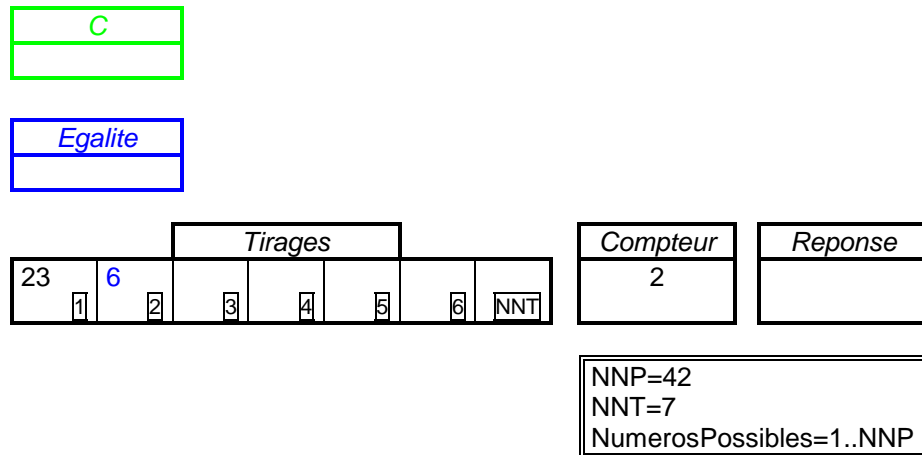 C
Egalite
Tirages
Compteur
Reponse
23 1 6 2 3 4 5 6 NNT
2
NNP=42
NNT=7
NumerosPossibles=1..NNP